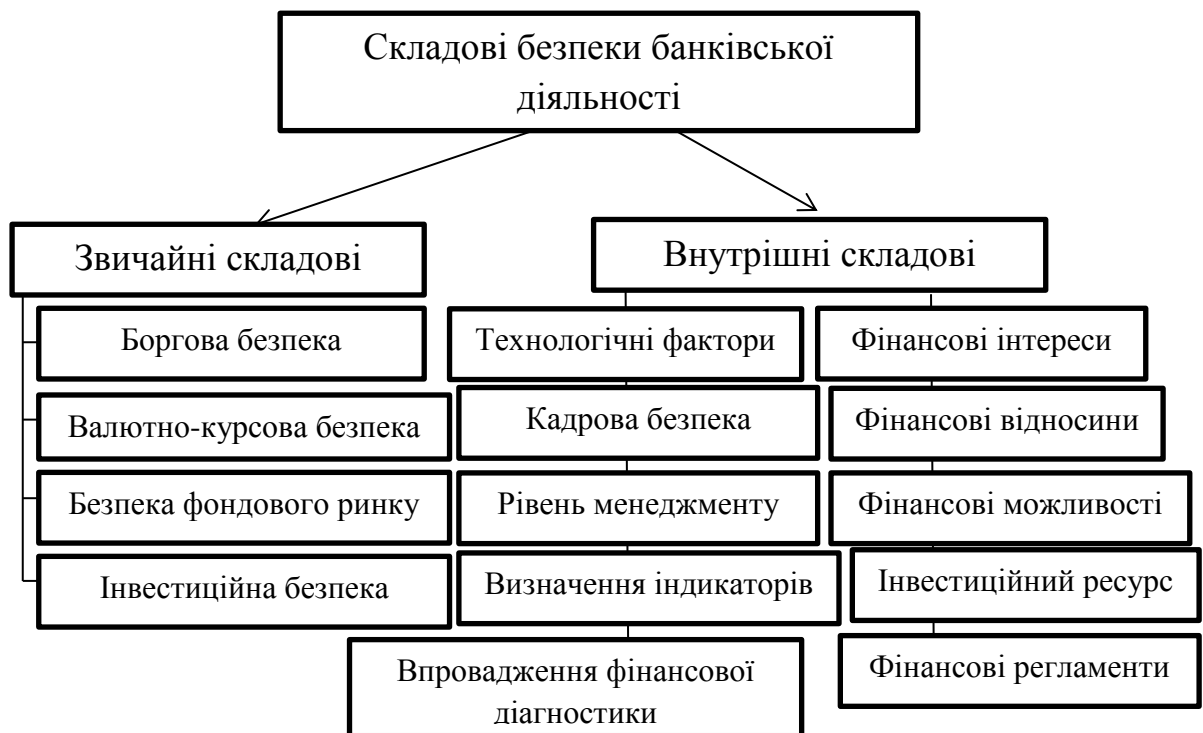 Складові безпеки банківської
діяльності
Звичайні складові
Боргова безпека
Валютно-курсова безпека
Безпека фондового ринку
Інвестиційна безпека
Внутрішні складові
Технологічні фактори
Кадрова безпека
Рівень менеджменту
Визначення індикаторів
Впровадження фінансової
діагностики
Фінансові інтереси
Фінансові відносини
Фінансові можливості
Інвестиційний ресурс
Фінансові регламенти